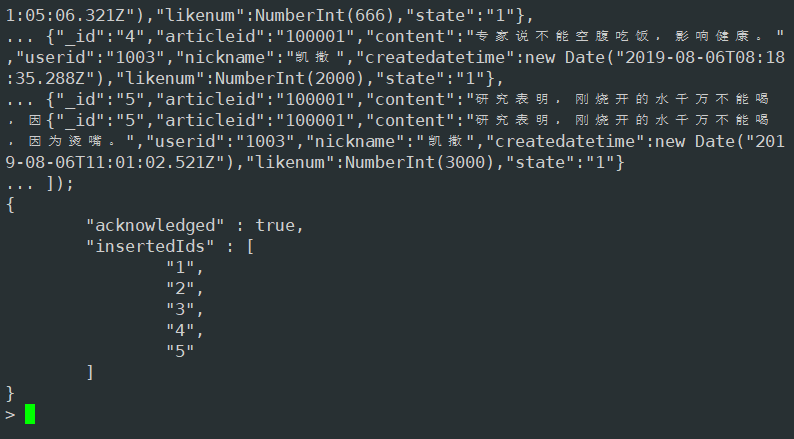 1:05:06.321Z"),"likenum":NumberInt(666),"state":"1"},
... {"_id":"4","articleid":"100001","content":"专家说不能空腹吃饭，影响健康。"
,"userid":"1003","nickname":"凯撒","createdatetime":new Date("2019-08-06T08:18
:35.288Z"),"likenum":NumberInt(2000),"state":"1"},
... {"_id":"5","articleid":"100001","content":"研究表明，刚烧开的水千万不能喝
，因{"_id":"5","articleid":"100001","content":"研究表明，刚烧开的水千万不能喝
，因为烫嘴。","userid":"1003","nickname":"凯撒","createdatetime":new Date("201
9-08-06T11:01:02.521Z"),"likenum":NumberInt(3000),"state":"1"}
... ]);
{
"acknowledged" : true,
"insertedIds" : [
"1",
"2",
"3",
"4",
"5"
]
}
>